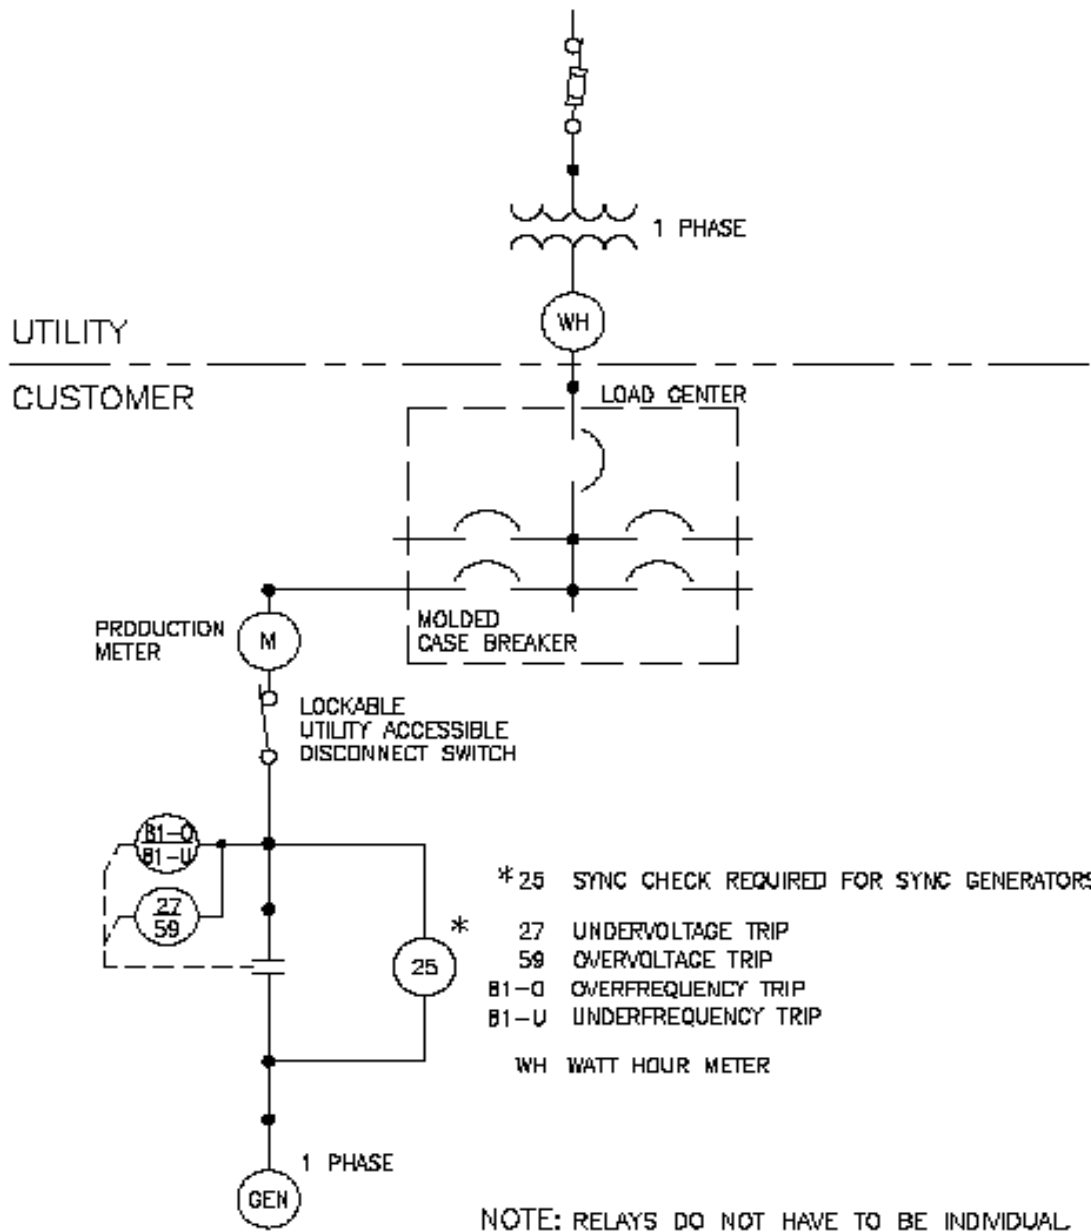 1 PHASE
WH
UTILITY
CUSTOMER
LOAD CENTER
MOLDED
CASE BREAKER
PRODUCTION
METER
M
LOCKABLE
UTILITY ACCESSIBLE
DISCONNECT SWITCH
81-O
81-U
27
59
*
25
*25 SYNC CHECK REQUIRED FOR SYNC GENERATORS
27 UNDERVOLTAGE TRIP
59 OVERVOLTAGE TRIP
81-O OVERFREQUENCY TRIP
81-U UNDERFREQUENCY TRIP
WH WATT HOUR METER
1 PHASE
GEN
NOTE: RELAYS DO NOT HAVE TO BE INDIVIDUAL